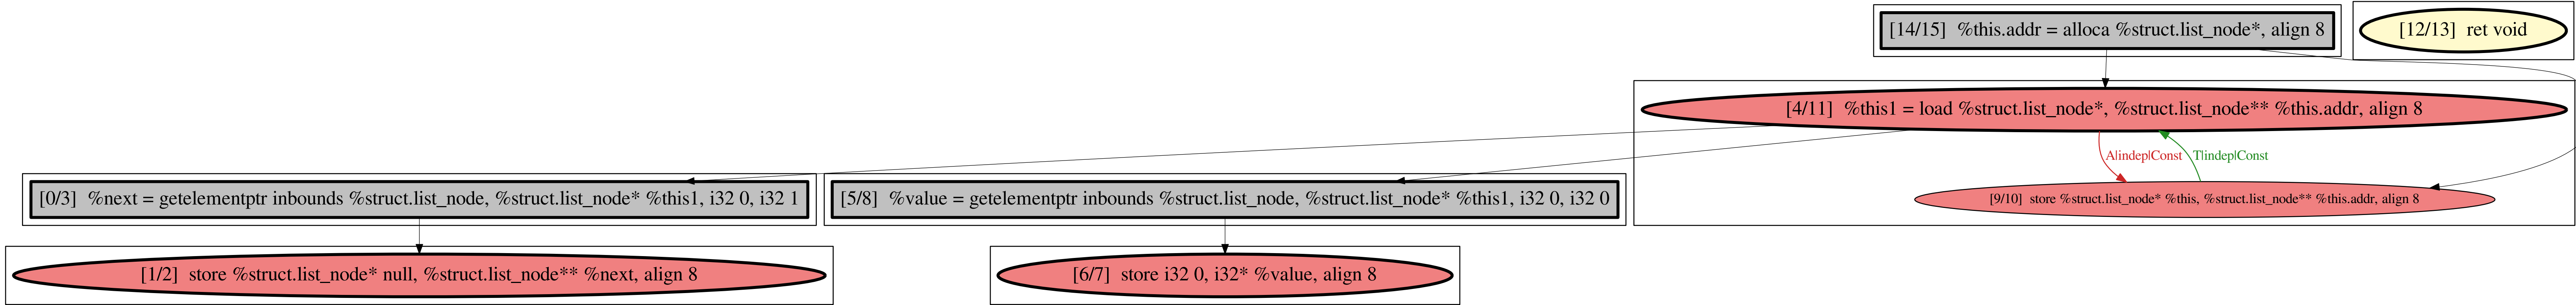 [14/15]  %this.addr = alloca %struct.list_node*, align 8
[12/13]  ret void
[4/11]  %this1 = load %struct.list_node*, %struct.list_node** %this.addr, align 8
A|indep|Const
T|indep|Const
[0/3]  %next = getelementptr inbounds %struct.list_node, %struct.list_node* %this1, i32 0, i32 1
[5/8]  %value = getelementptr inbounds %struct.list_node, %struct.list_node* %this1, i32 0, i32 0
[9/10]  store %struct.list_node* %this, %struct.list_node** %this.addr, align 8
[1/2]  store %struct.list_node* null, %struct.list_node** %next, align 8
[6/7]  store i32 0, i32* %value, align 8